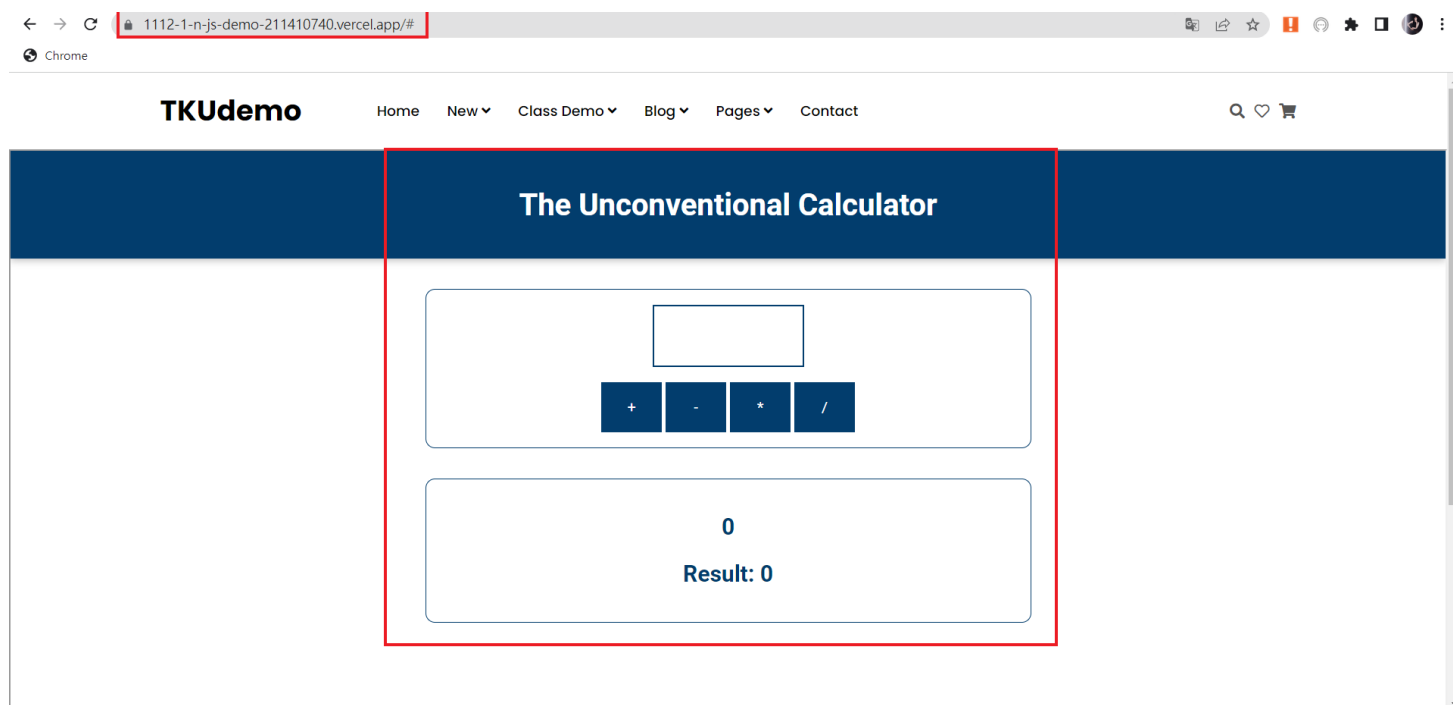 1112-1-n-js-demo-211410740.vercel.app/#
Chrome
TKUdemo Home New Class Demo Blog Pages Contact
The Unconventional Calculator
+ - * /
0
Result: 0